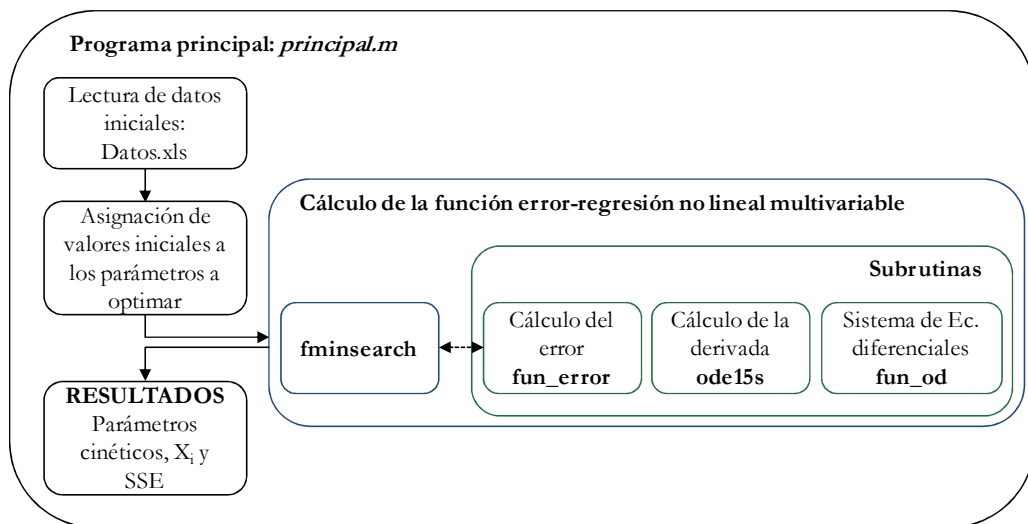 Programa principal: principal.m
Lectura de datos
iniciales:
Datos.xls
Asignación de
valores iniciales a
los parámetros a
optimar
Cálculo de la función error-regresión no lineal multivariable
Subrutinas
fminsearch
Cálculo del
error
fun_error
Cálculo de la
derivada
ode15s
Sistema de Ec.
diferenciales
fun_od
RESULTADOS
Parámetros
cinéticos, Xi y
SSE